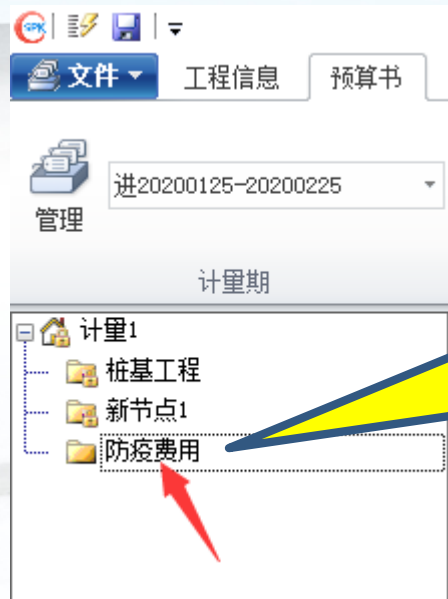 GPK
文件 工程信息 预算书
进20200125-20200225
管理
计量期
计量1
桩基工程
新节点1
防疫费用